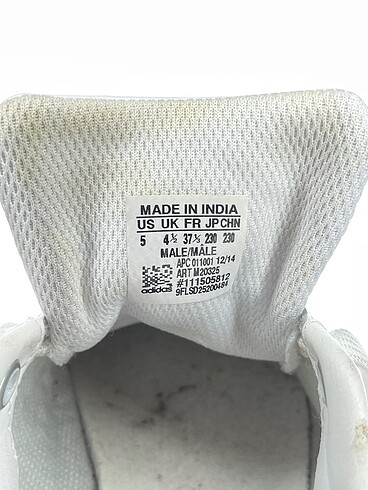 MADE IN INDIA
US UK FR JP CHN
5 4½ 37⅓ 230 230
MALE/MÂLE
APC 011001 12/14
ART M20325
#111505812
adidas 9FLSD25200484